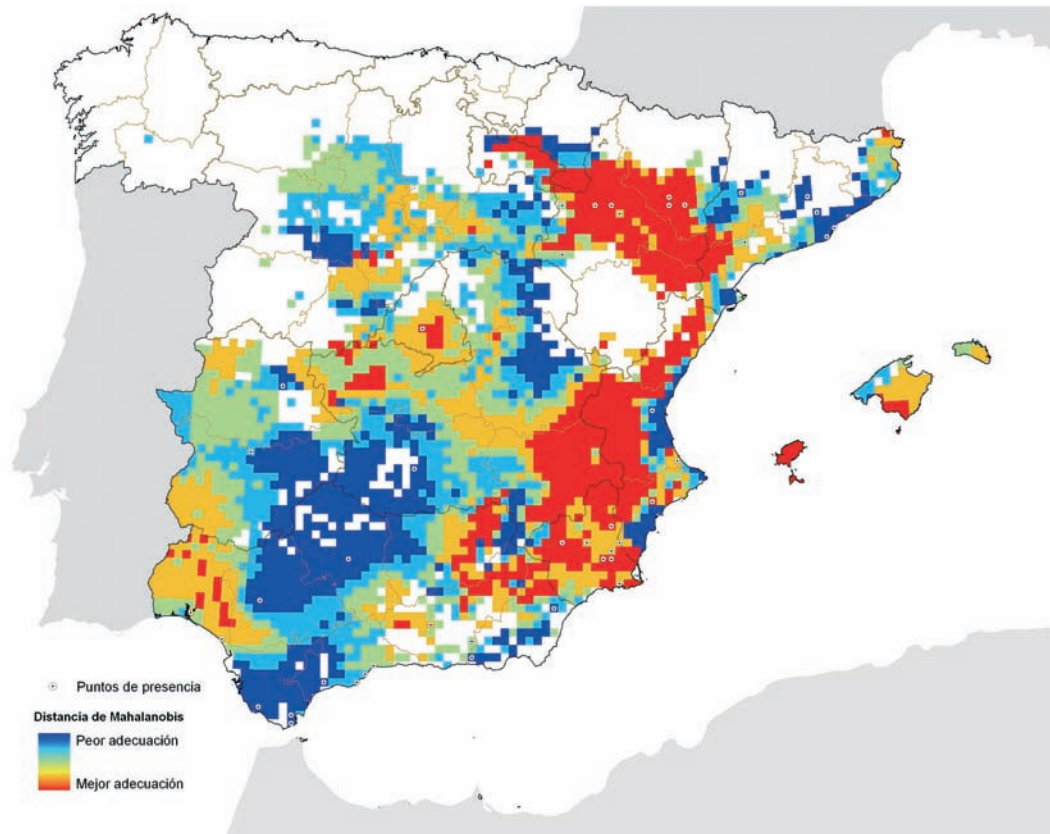 Puntos de presencia
Distancia de Mahalanobis
Peor adecuación
Mejor adecuación